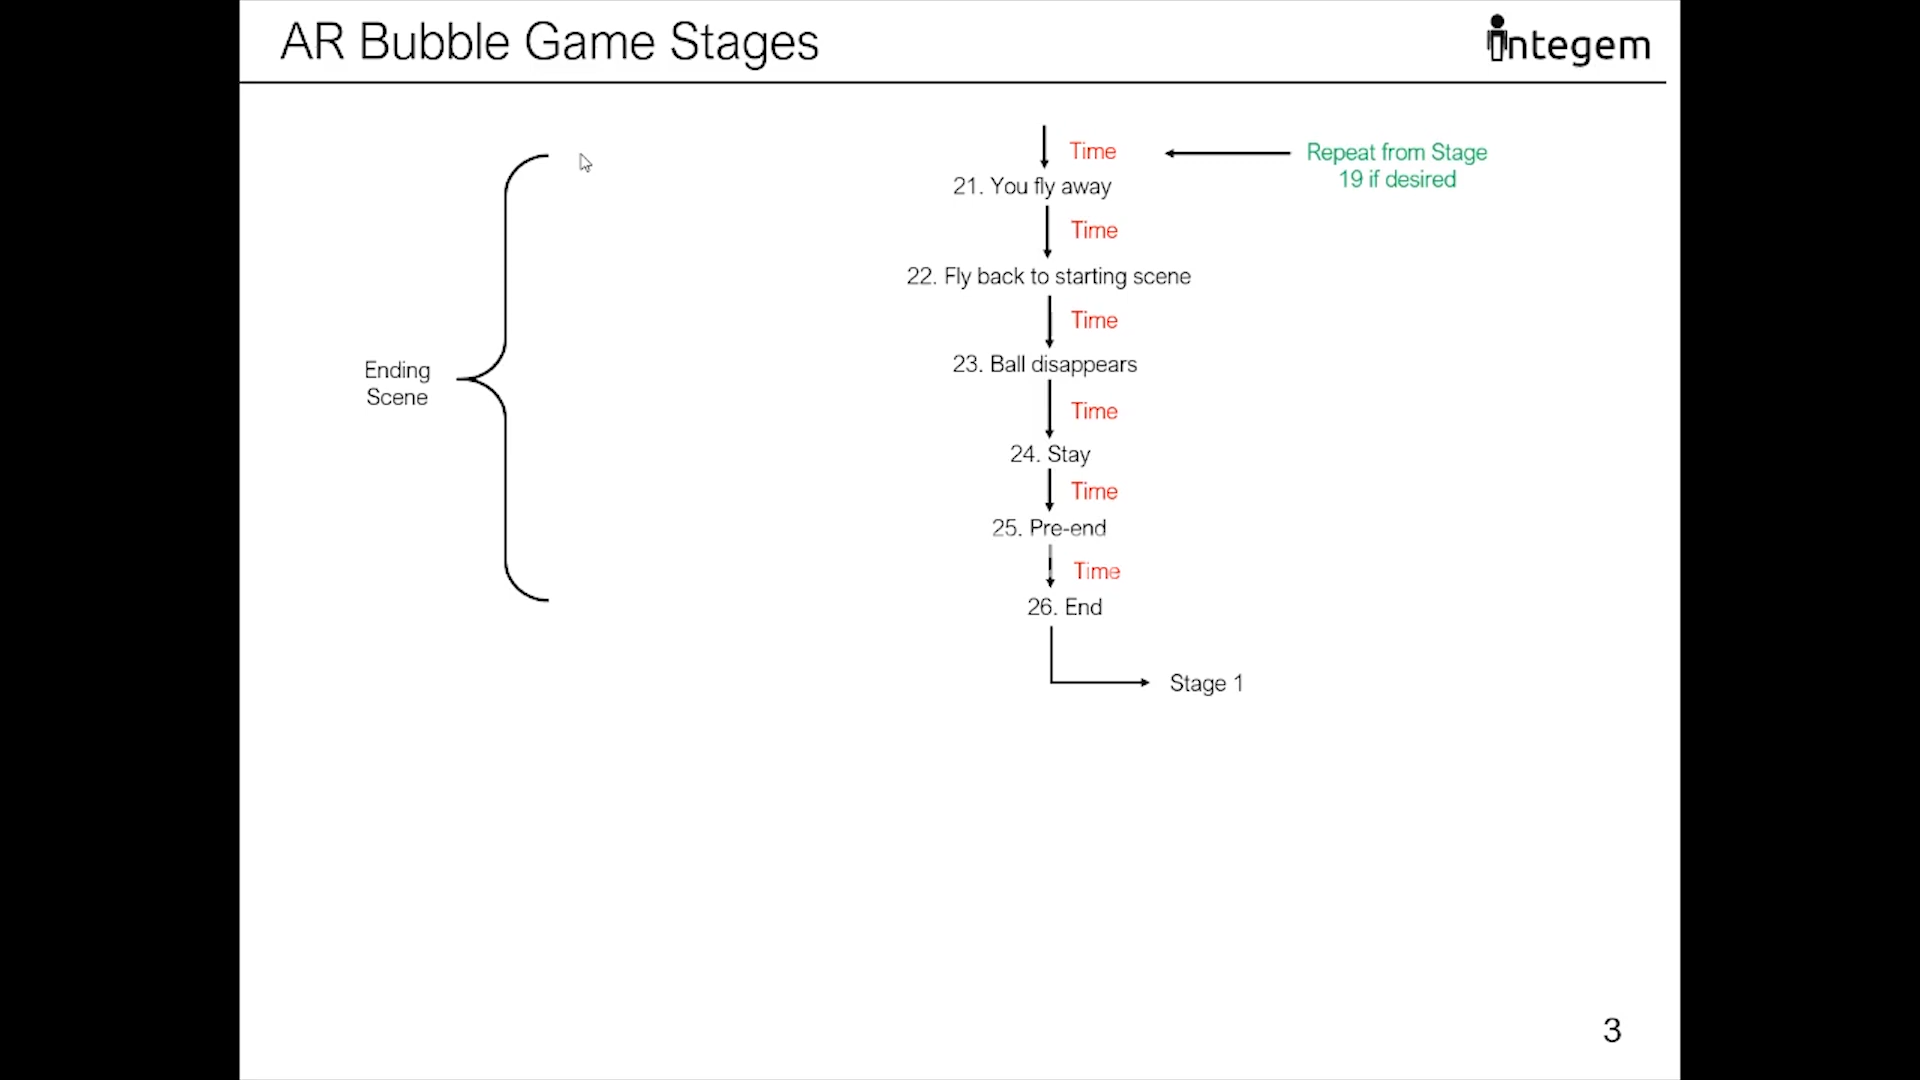 AR Bubble Game Stages
integem
Time
Repeat from Stage
19 if desired
21. You fly away
Time
22. Fly back to starting scene
Time
23. Ball disappears
Ending
Scene
Time
24. Stay
Time
25. Pre-end
Time
26. End
Stage 1
3